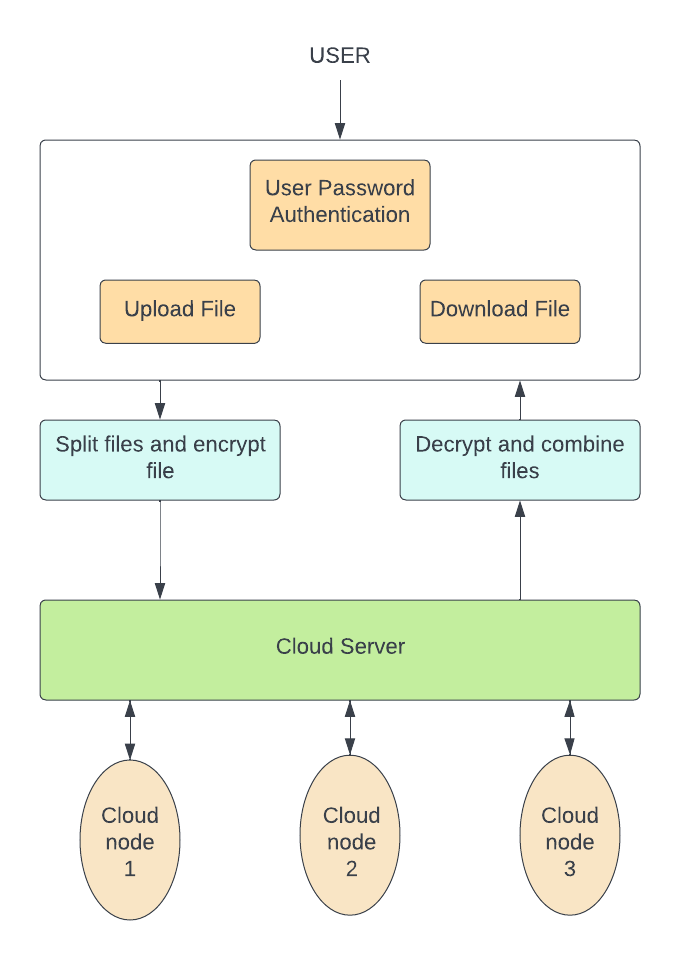 USER
User Password
Authentication
Upload File
Download File
Split files and encrypt
file
Decrypt and combine
files
Cloud Server
Cloud
node
1
Cloud
node
2
Cloud
node
3